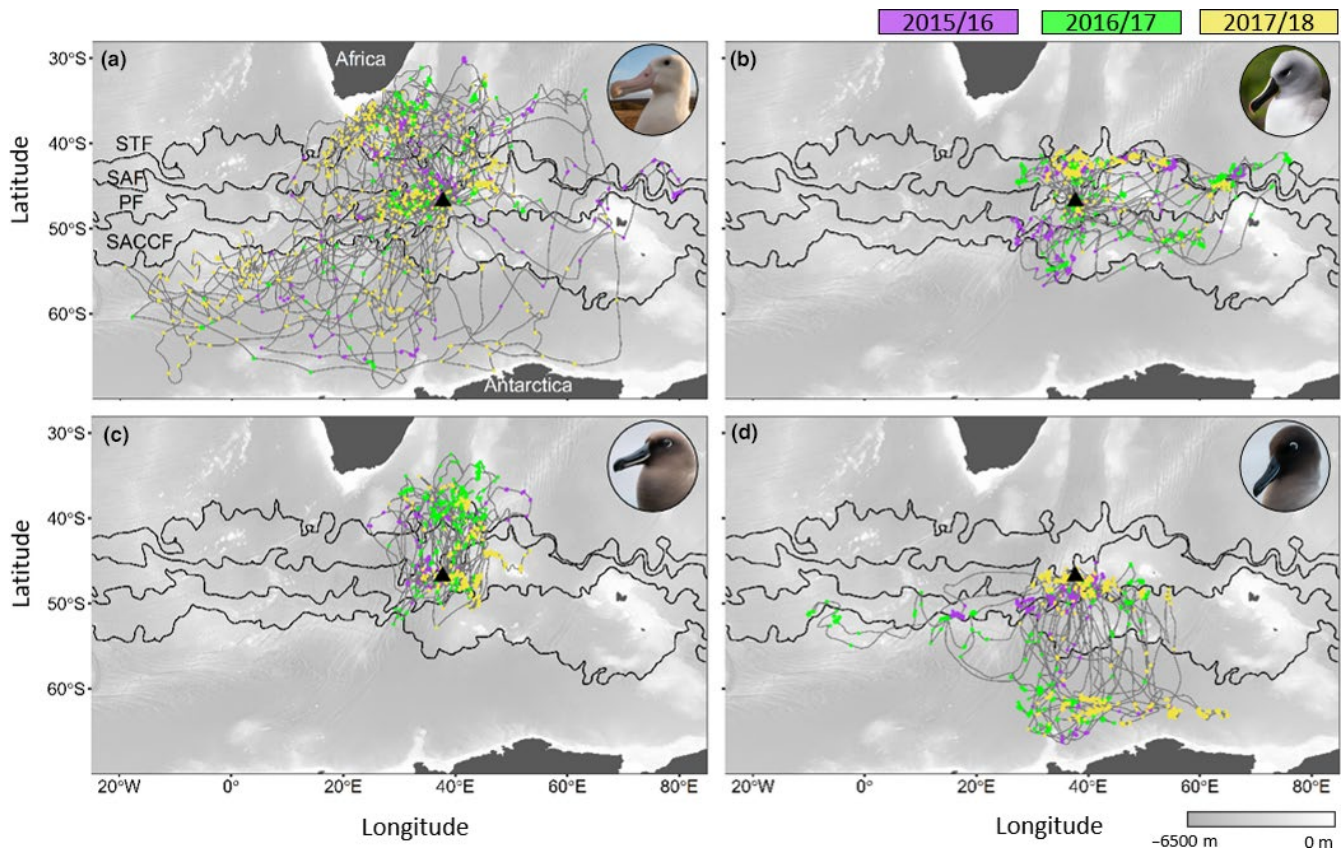 2015/16 2016/17 2017/18
(a) Africa (b)
30°S
40°S
50°S
60°S
Latitude
STF
SAF
PF
SACCF
Antarctica
(c) (d)
30°S
40°S
50°S
60°S
Latitude
20°W 0° 20°E 40°E 60°E 80°E
20°W 0° 20°E 40°E 60°E 80°E
Longitude
Longitude
−6500 m 0 m